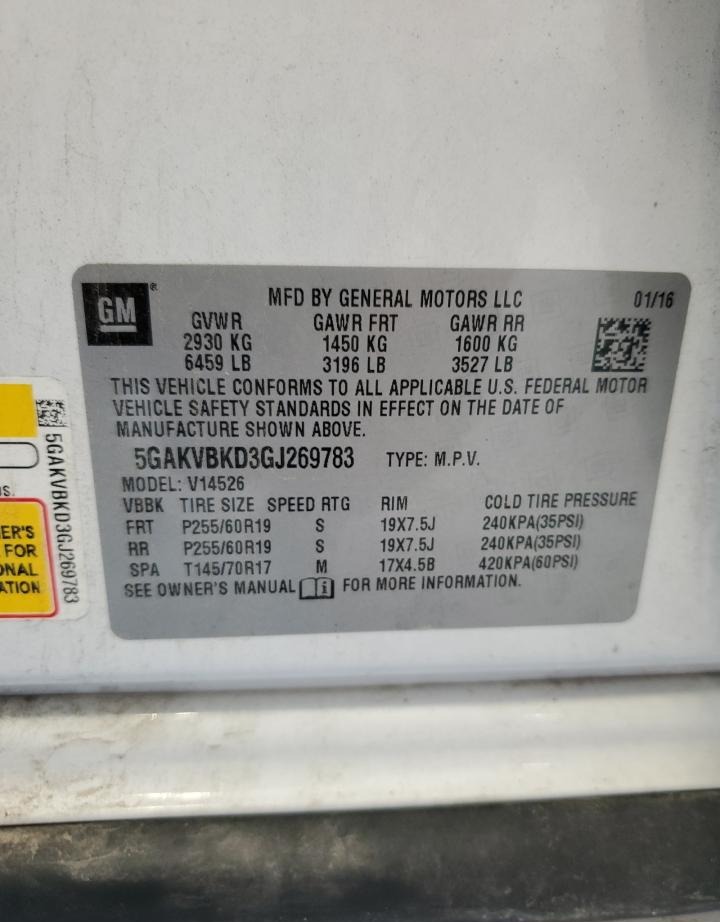 GM®
MFD BY GENERAL MOTORS LLC 01/16
GVWR GAWR FRT GAWR RR
2930 KG 1450 KG 1600 KG
6459 LB 3196 LB 3527 LB
THIS VEHICLE CONFORMS TO ALL APPLICABLE U.S. FEDERAL MOTOR
VEHICLE SAFETY STANDARDS IN EFFECT ON THE DATE OF
MANUFACTURE SHOWN ABOVE.
5GAKVBKD3GJ269783 TYPE: M.P.V.
MODEL: V14526
VBBK TIRE SIZE SPEED RTG RIM COLD TIRE PRESSURE
FRT P255/60R19 S 19X7.5J 240KPA(35PSI)
RR P255/60R19 S 19X7.5J 240KPA(35PSI)
SPA T145/70R17 M 17X4.5B 420KPA(60PSI)
SEE OWNER'S MANUAL FOR MORE INFORMATION.
5GAKVBKD3GJ269783
ER'S
FOR
ONAL
ATION